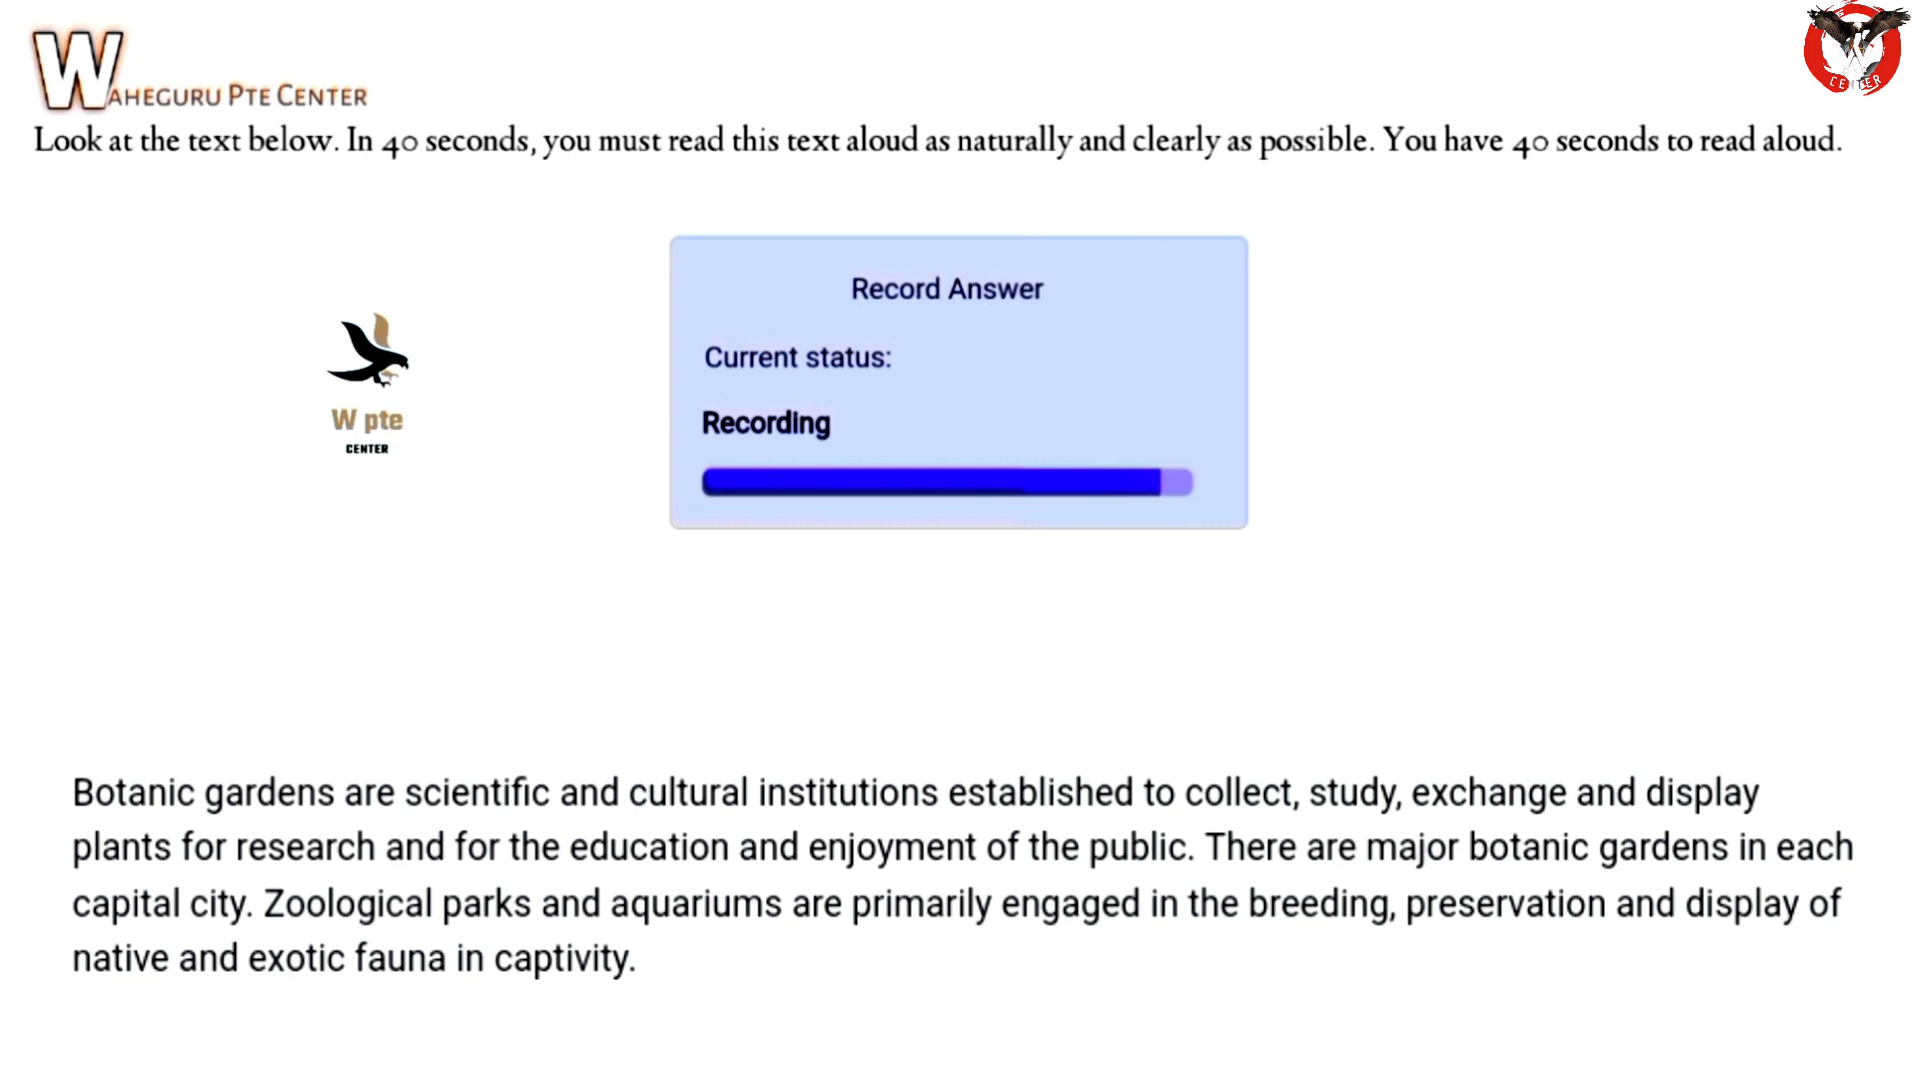 WAHEGURU PTE CENTER
CENTER
Look at the text below. In 40 seconds, you must read this text aloud as naturally and clearly as possible. You have 40 seconds to read aloud.
Record Answer
Current status:
Recording
W pte
CENTER
Botanic gardens are scientific and cultural institutions established to collect, study, exchange and display
plants for research and for the education and enjoyment of the public. There are major botanic gardens in each
capital city. Zoological parks and aquariums are primarily engaged in the breeding, preservation and display of
native and exotic fauna in captivity.